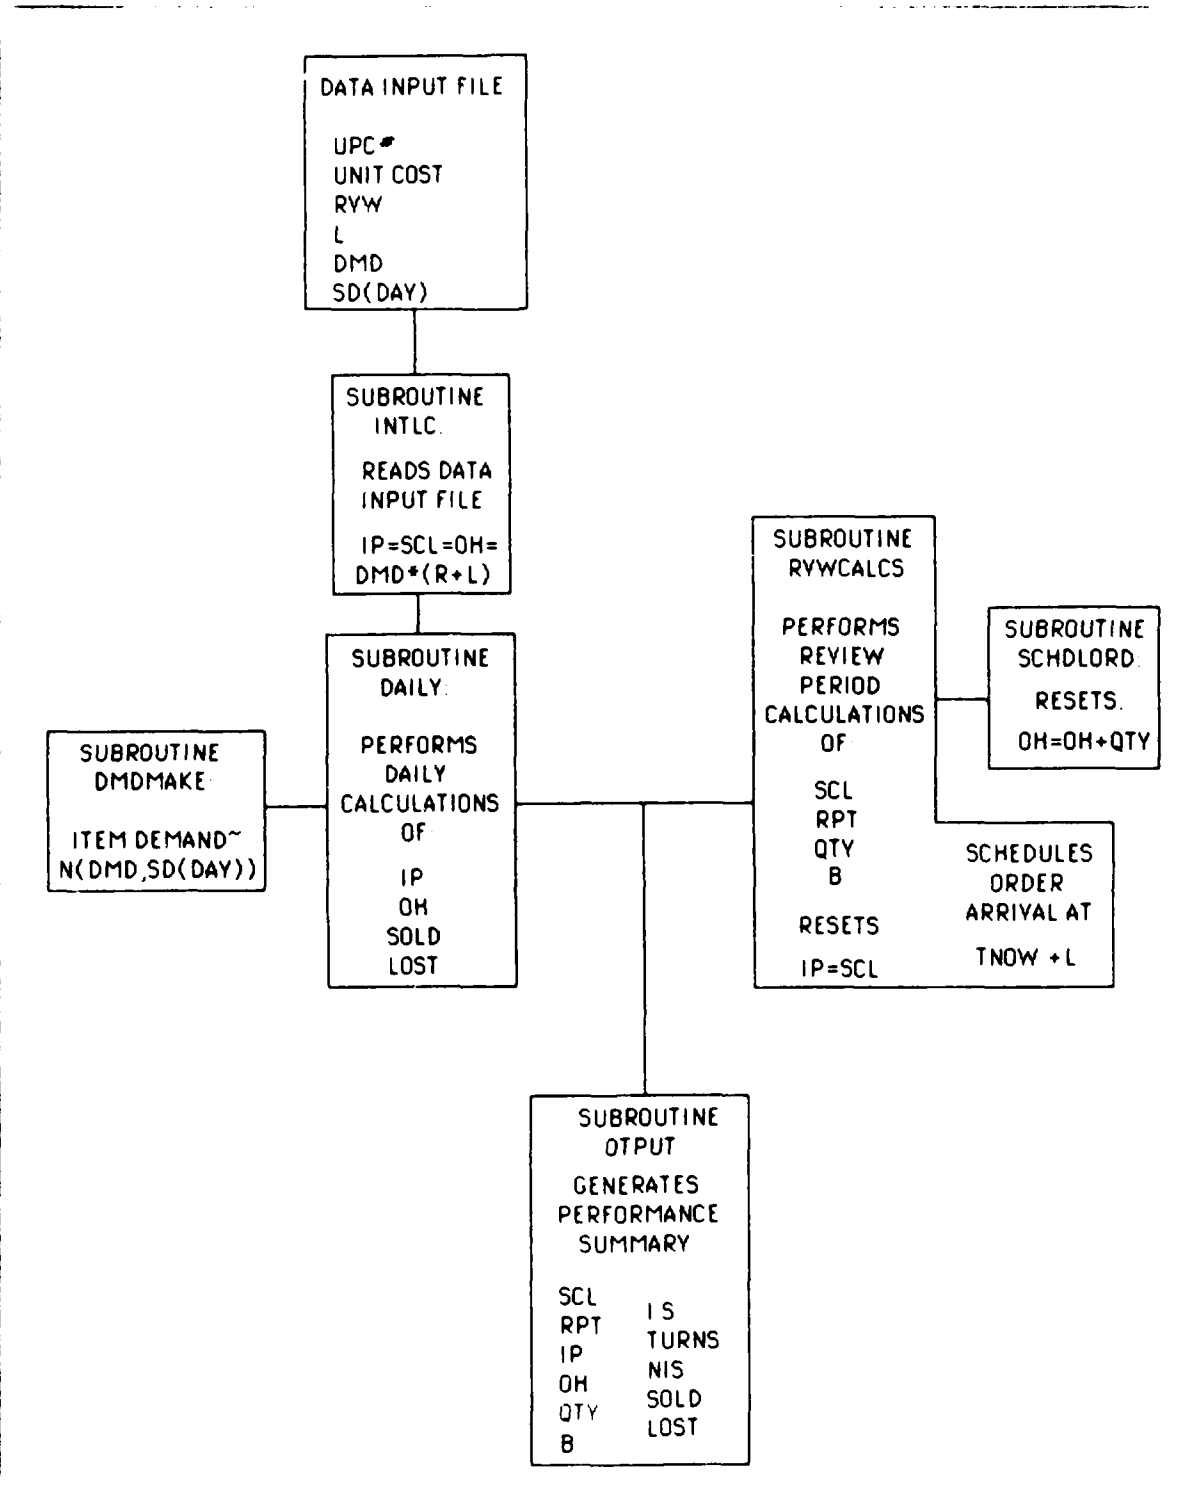 DATA INPUT FILE
UPC#
UNIT COST
RVW
L
DMD
SD(DAY)
SUBROUTINE
INTLC:
READS DATA
INPUT FILE
IP=SCL=OH=
DMD*(R+L)
SUBROUTINE
DAILY:
PERFORMS
DAILY
CALCULATIONS
OF
IP
OH
SOLD
LOST
SUBROUTINE
DMDMAKE
ITEM DEMAND~
N(DMD,SD(DAY))
SUBROUTINE
RVWCALCS
PERFORMS
REVIEW
PERIOD
CALCULATIONS
OF
SCL
RPT
QTY
B
RESETS
IP=SCL
SCHEDULES
ORDER
ARRIVAL AT
TNOW +L
SUBROUTINE
SCHDLORD:
RESETS.
OH=OH+QTY
SUBROUTINE
OTPUT
GENERATES
PERFORMANCE
SUMMARY
SCL
RPT
IP
OH
QTY
B
IS
TURNS
NIS
SOLD
LOST